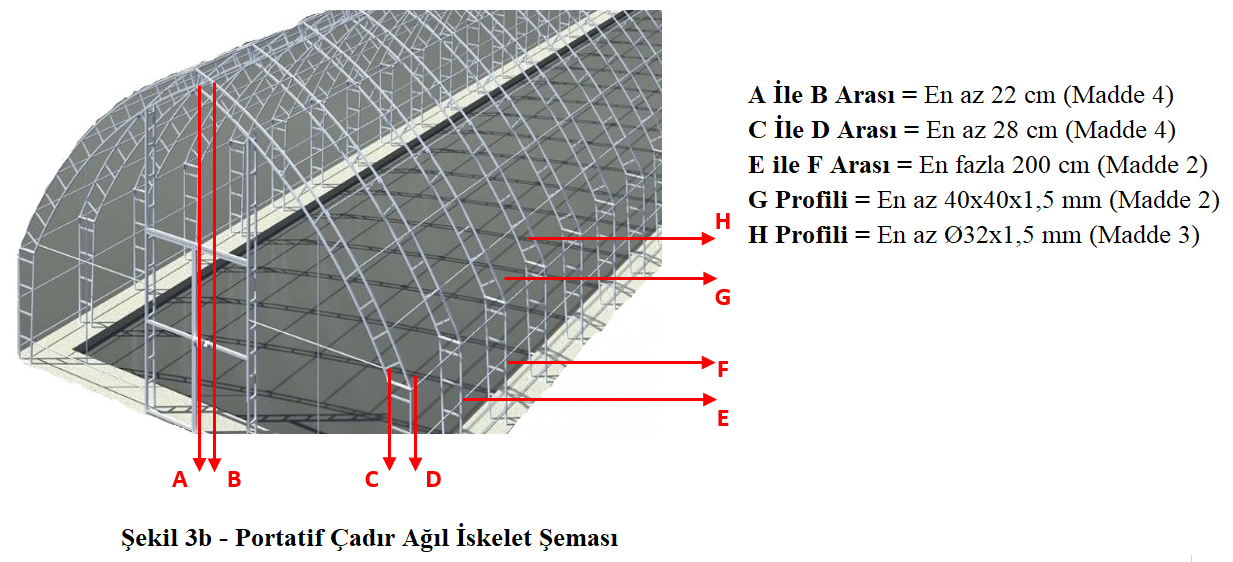 A İle B Arası = En az 22 cm (Madde 4)
C İle D Arası = En az 28 cm (Madde 4)
E ile F Arası = En fazla 200 cm (Madde 2)
G Profili = En az 40x40x1,5 mm (Madde 2)
H Profili = En az Ø32x1,5 mm (Madde 3)
H
G
F
E
A B C D
Şekil 3b - Portatif Çadır Ağıl İskelet Şeması